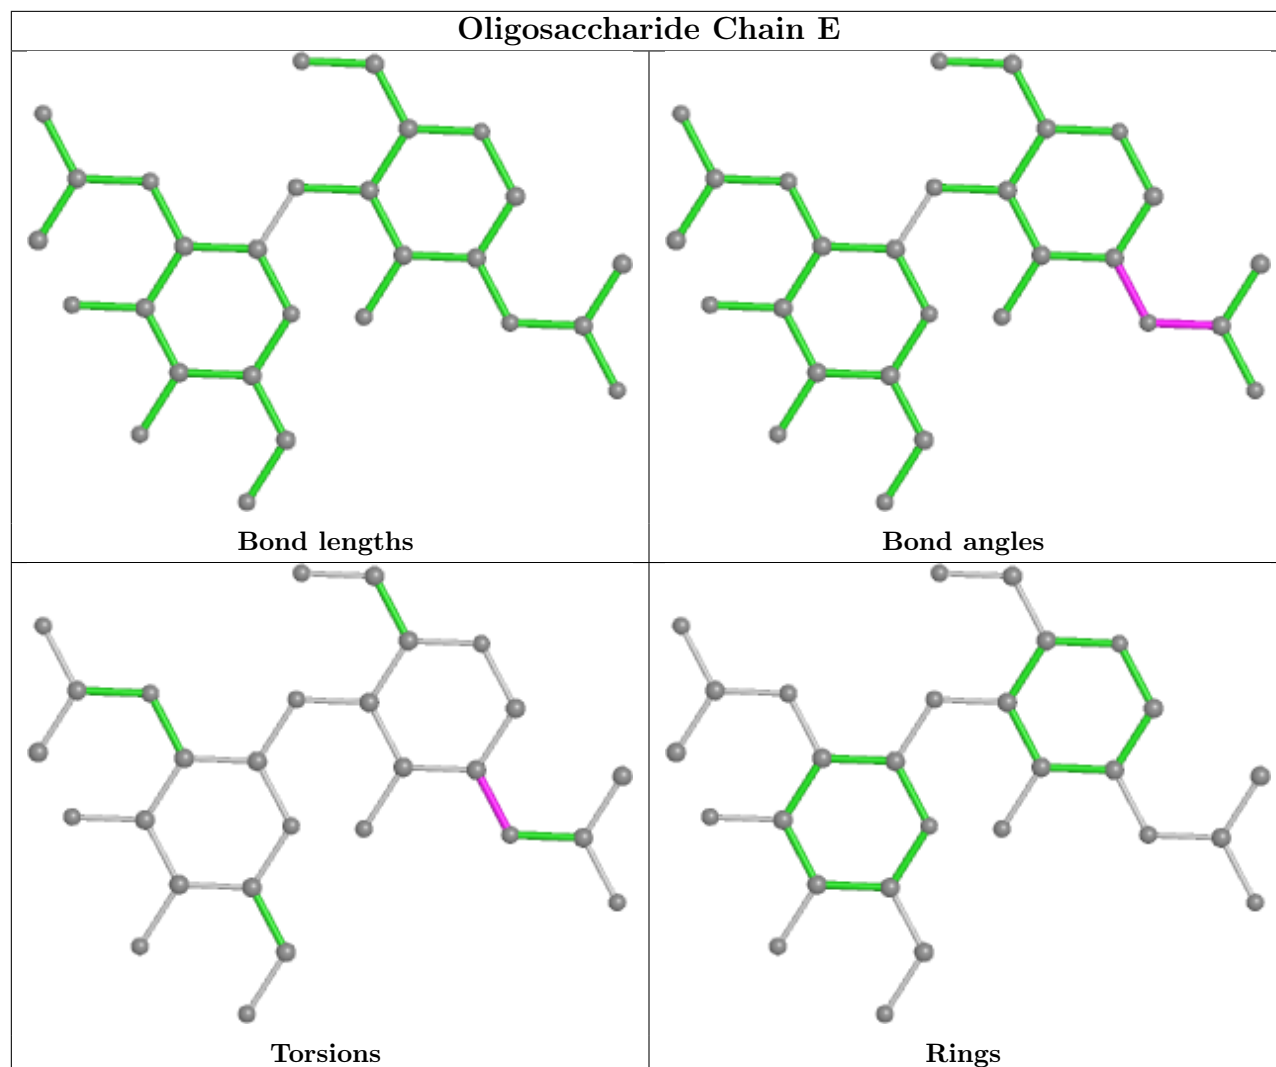 Oligosaccharide Chain E
Bond lengths
Bond angles
Torsions
Rings